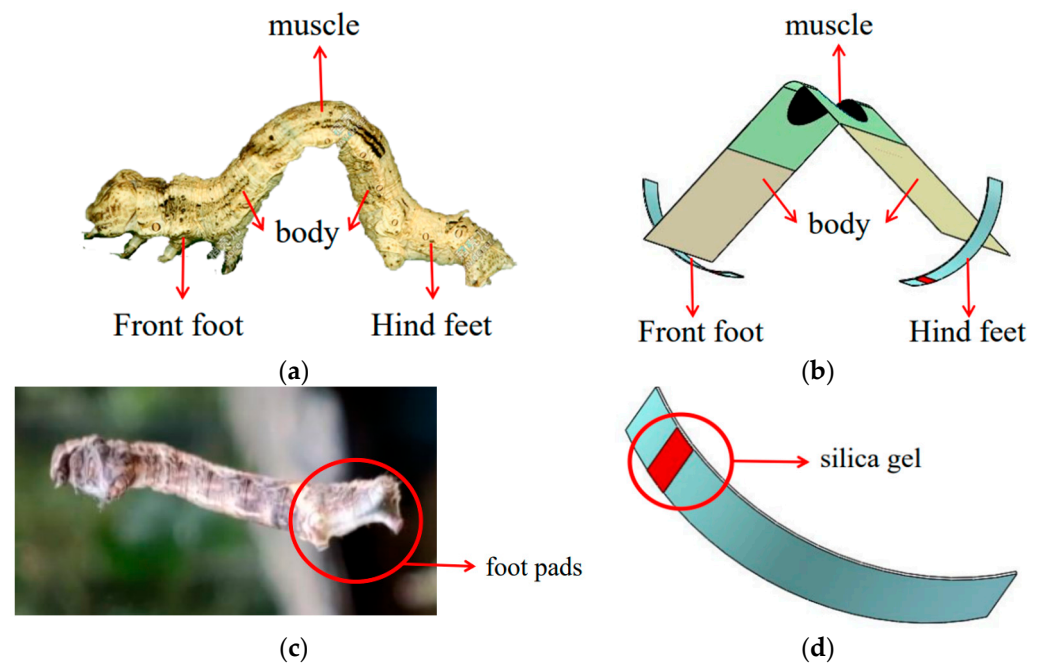 muscle
body
Front foot
Hind feet
(a)
muscle
body
Front foot
Hind feet
(b)
foot pads
(c)
silica gel
(d)